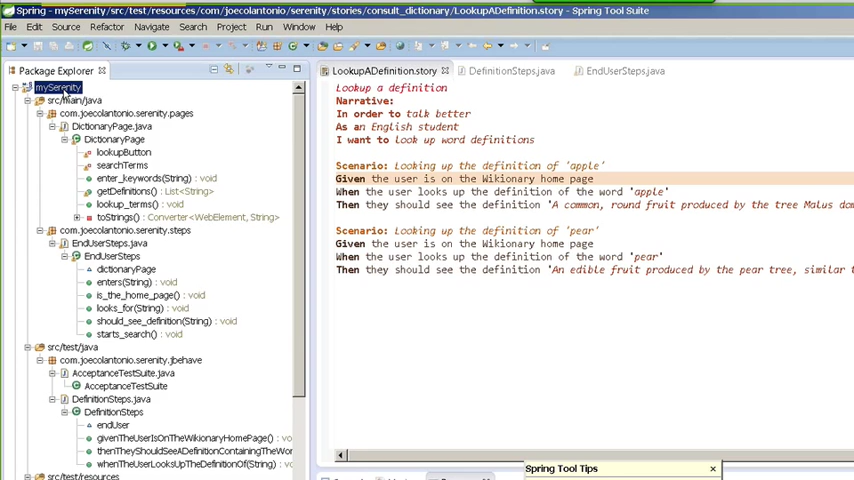 Spring - mySerenity/src/test/resources/com/joecolantonio/serenity/stories/consult_dictionary/LookupADefinition.story - Spring Tool Suite
File Edit Source Refactor Navigate Search Project Run Window Help
Package Explorer
LookupADefinition.story DefinitionSteps.java EndUserSteps.java
mySerenity
src/main/java
com.joecolantonio.serenity.pages
DictionaryPage.java
DictionaryPage
lookupButton
searchTerms
enter_keywords(String) : void
getDefinitions() : List<String>
lookup_terms() : void
toStrings() : Converter<WebElement, String>
com.joecolantonio.serenity.steps
EndUserSteps.java
EndUserSteps
dictionaryPage
enters(String) : void
is_the_home_page() : void
looks_for(String) : void
should_see_definition(String) : void
starts_search() : void
src/test/java
com.joecolantonio.serenity.jbehave
AcceptanceTestSuite.java
AcceptanceTestSuite
DefinitionSteps.java
DefinitionSteps
endUser
givenTheUserIsOnTheWikionaryHomePage() : vo
thenTheyShouldSeeADefinitionContainingTheWo
whenTheUserLooksUpTheDefinitionOf(String) :
src/test/resources
Lookup a definition
Narrative:
In order to talk better
As an English student
I want to look up word definitions
Scenario: Looking up the definition of 'apple'
Given the user is on the Wikionary home page
When the user looks up the definition of the word 'apple'
Then they should see the definition 'A common, round fruit produced by the tree Malus dom
Scenario: Looking up the definition of 'pear'
Given the user is on the Wikionary home page
When the user looks up the definition of the word 'pear'
Then they should see the definition 'An edible fruit produced by the pear tree, similar t
Spring Tool Tips